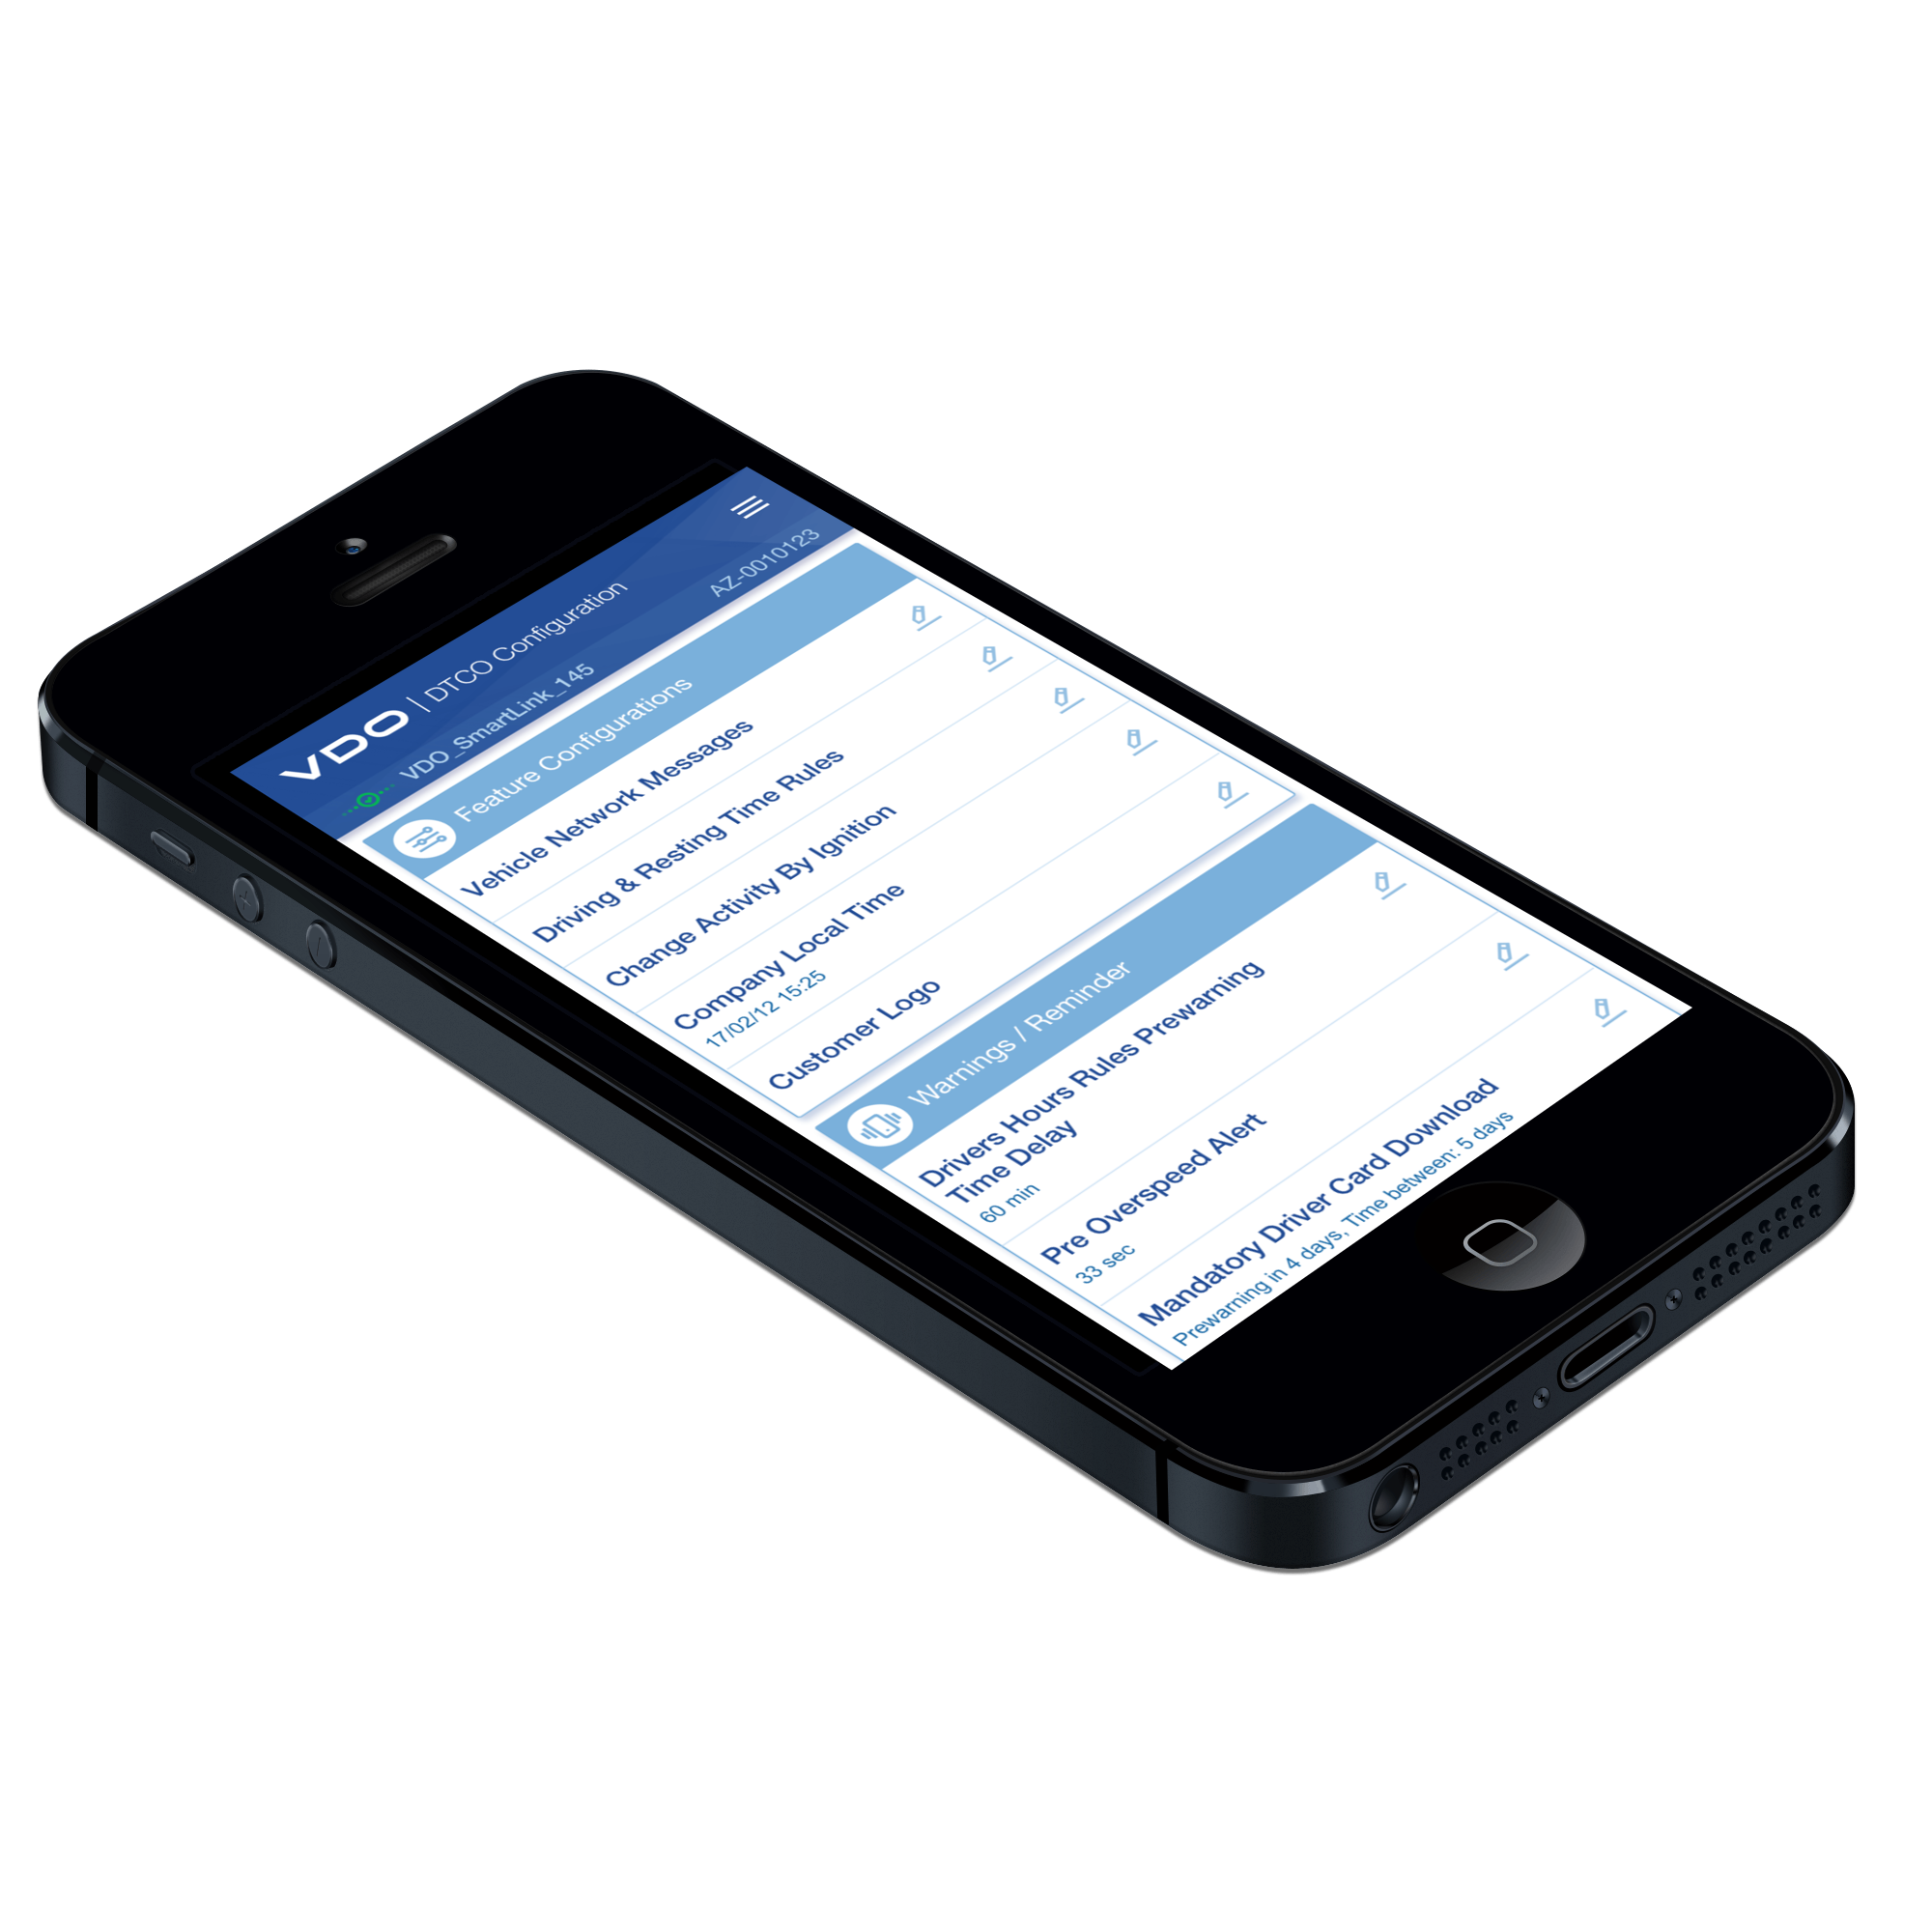 VDO | DTCO Configuration
VDO_SmartLink_145 AZ-0010123
Feature Configurations
Vehicle Network Messages
Driving & Resting Time Rules
Change Activity By Ignition
Company Local Time
17/02/12 15:25
Customer Logo
Warnings / Reminder
Drivers Hours Rules Prewarning
Time Delay
60 min
Pre Overspeed Alert
33 sec
Mandatory Driver Card Download
Prewarning in 4 days, Time between: 5 days